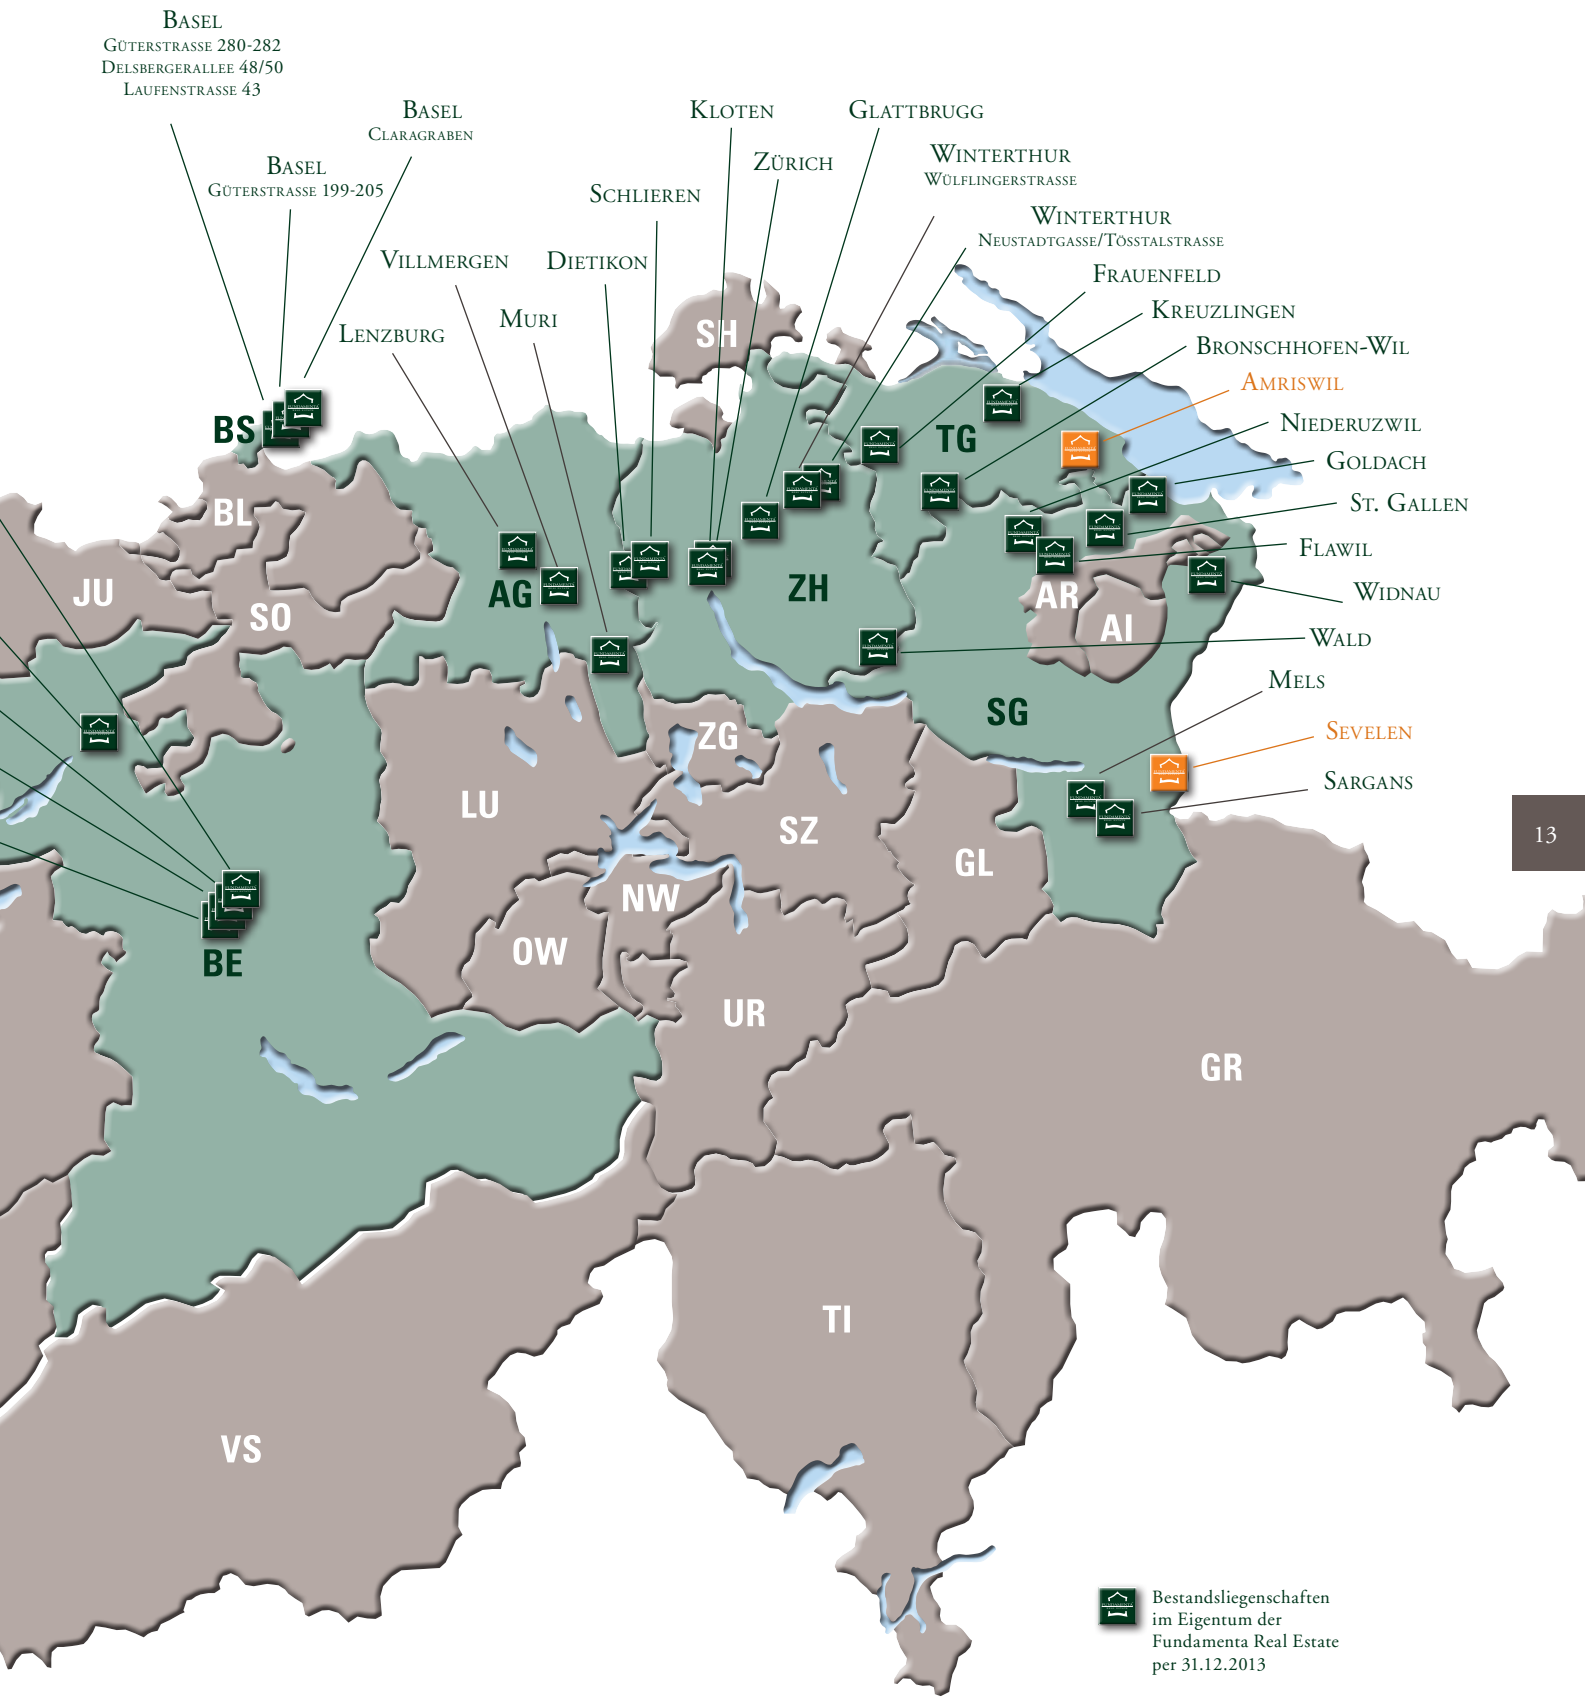 Basel
Güterstrasse 280-282
Delsbergerallee 48/50
Laufenstrasse 43
Basel
Claragraben
Basel
Güterstrasse 199-205
Kloten
Glattbrugg
Zürich
Winterthur
Wülflingerstrasse
Schlieren
Winterthur
Neustadtgasse/Tösstalstrasse
Villmergen
Dietikon
Frauenfeld
Lenzburg
Muri
Kreuzlingen
Bronschhofen-Wil
Amriswil
Niederuzwil
Goldach
St. Gallen
Flawil
Widnau
Wald
Mels
Sevelen
Sargans
SH
BS
TG
BL
JU
SO
AG
ZH
AR
AI
SG
ZG
LU
SZ
GL
NW
OW
BE
UR
GR
TI
VS
13
Bestandsliegenschaften
im Eigentum der
Fundamenta Real Estate
per 31.12.2013